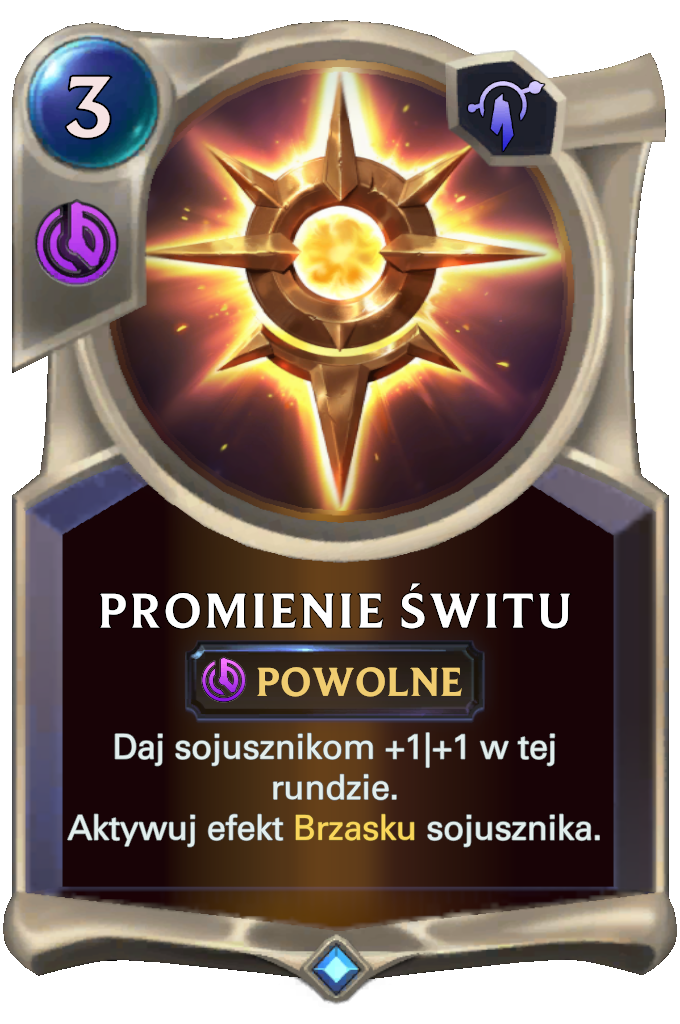 3
PROMIENIE ŚWITU
POWOLNE
Daj sojusznikom +1|+1 w tej
rundzie.
Aktywuj efekt Brzasku sojusznika.